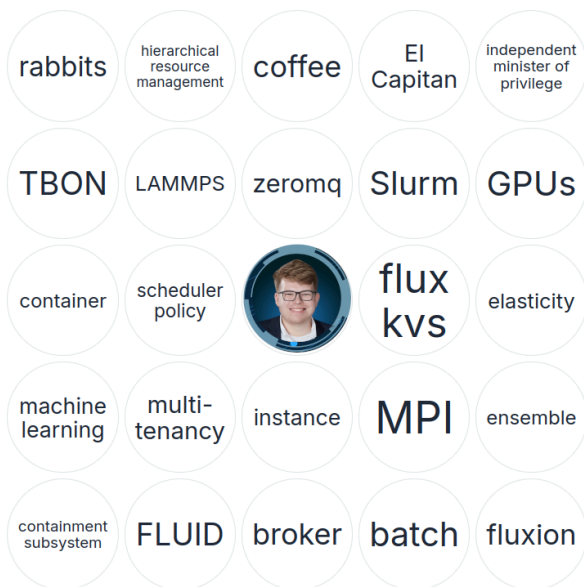 rabbits
hierarchical
resource
management
coffee
El
Capitan
independent
minister of
privilege
TBON
LAMMPS
zeromq
Slurm
GPUs
container
scheduler
policy
flux
kvs
elasticity
machine
learning
multi-
tenancy
instance
MPI
ensemble
containment
subsystem
FLUID
broker
batch
fluxion